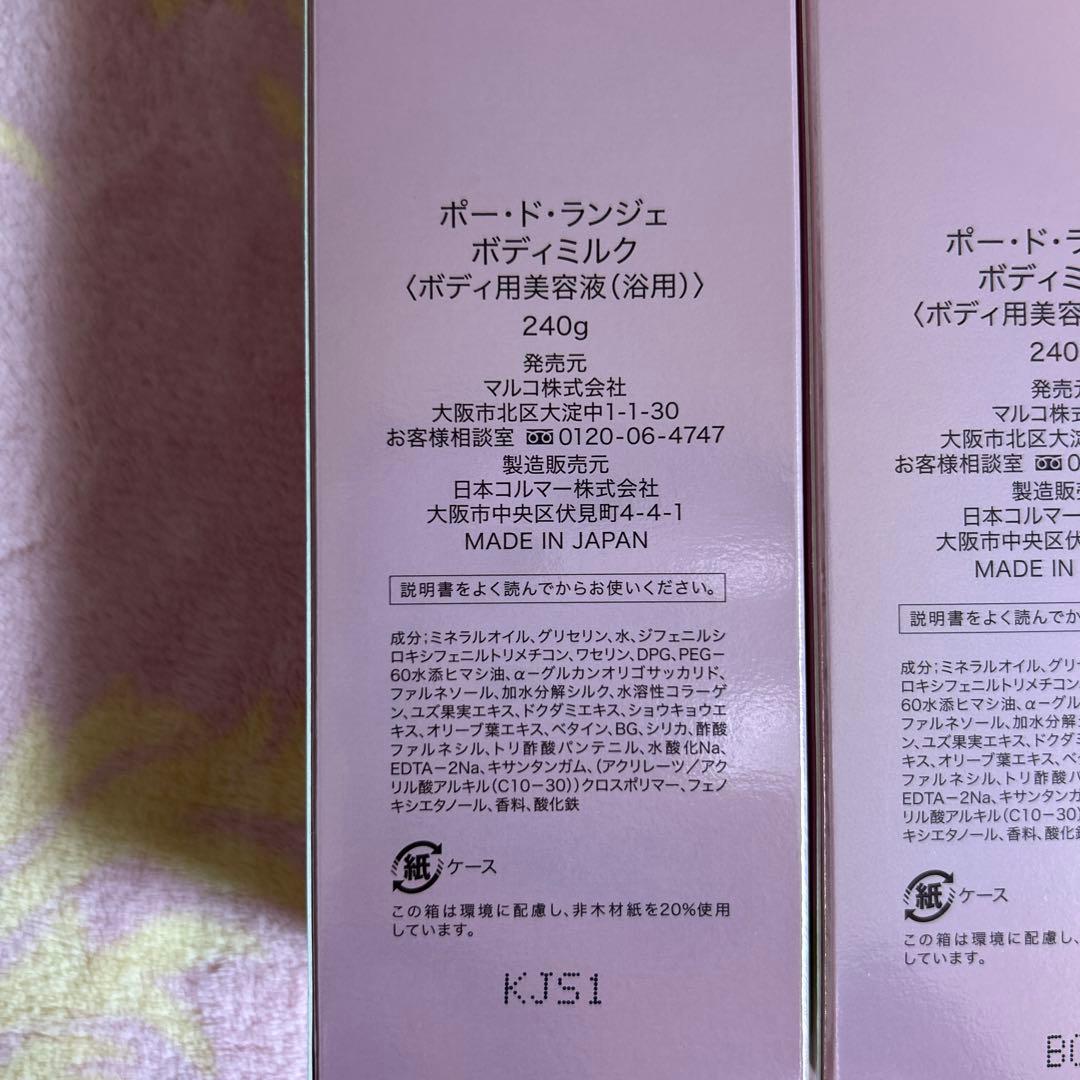 ポー・ド・ランジェ
ボディミルク
〈ボディ用美容液(浴用)〉
240g
発売元
マルコ株式会社
大阪市北区大淀中1-1-30
お客様相談室 0120-06-4747
製造販売元
日本コルマー株式会社
大阪市中央区伏見町4-4-1
MADE IN JAPAN
説明書をよく読んでからお使いください。
成分;ミネラルオイル、グリセリン、水、ジフェニルシ
ロキシフェニルトリメチコン、ワセリン、DPG、PEG-
60水添ヒマシ油、α-グルカンオリゴサッカリド、
ファルネソール、加水分解シルク、水溶性コラーゲ
ン、ユズ果実エキス、ドクダミエキス、ショウキョウエ
キス、オリーブ葉エキス、ベタイン、BG、シリカ、酢酸
ファルネシル、トリ酢酸パンテニル、水酸化Na、
EDTA-2Na、キサンタンガム、(アクリレーツ/アク
リル酸アルキル(C10-30))クロスポリマー、フェノ
キシエタノール、香料、酸化鉄
紙 ケース
この箱は環境に配慮し、非木材紙を20%使用
しています。
KJS1
ポー・ド・ラ
ボディミ
〈ボディ用美容
240
発売元
マルコ株式
大阪市北区大淀
お客様相談室 0
製造販売
日本コルマー
大阪市中央区伏
MADE IN
説明書をよく読んでか
成分;ミネラルオイル、グリ
ロキシフェニルトリメチコン
60水添ヒマシ油、α-グル
ファルネソール、加水分解
ン、ユズ果実エキス、ドクダミ
キス、オリーブ葉エキス、ベタ
ファルネシル、トリ酢酸パ
EDTA-2Na、キサンタンガ
リル酸アルキル(C10-30)
キシエタノール、香料、酸化鉄
紙 ケース
この箱は環境に配慮し、
しています。